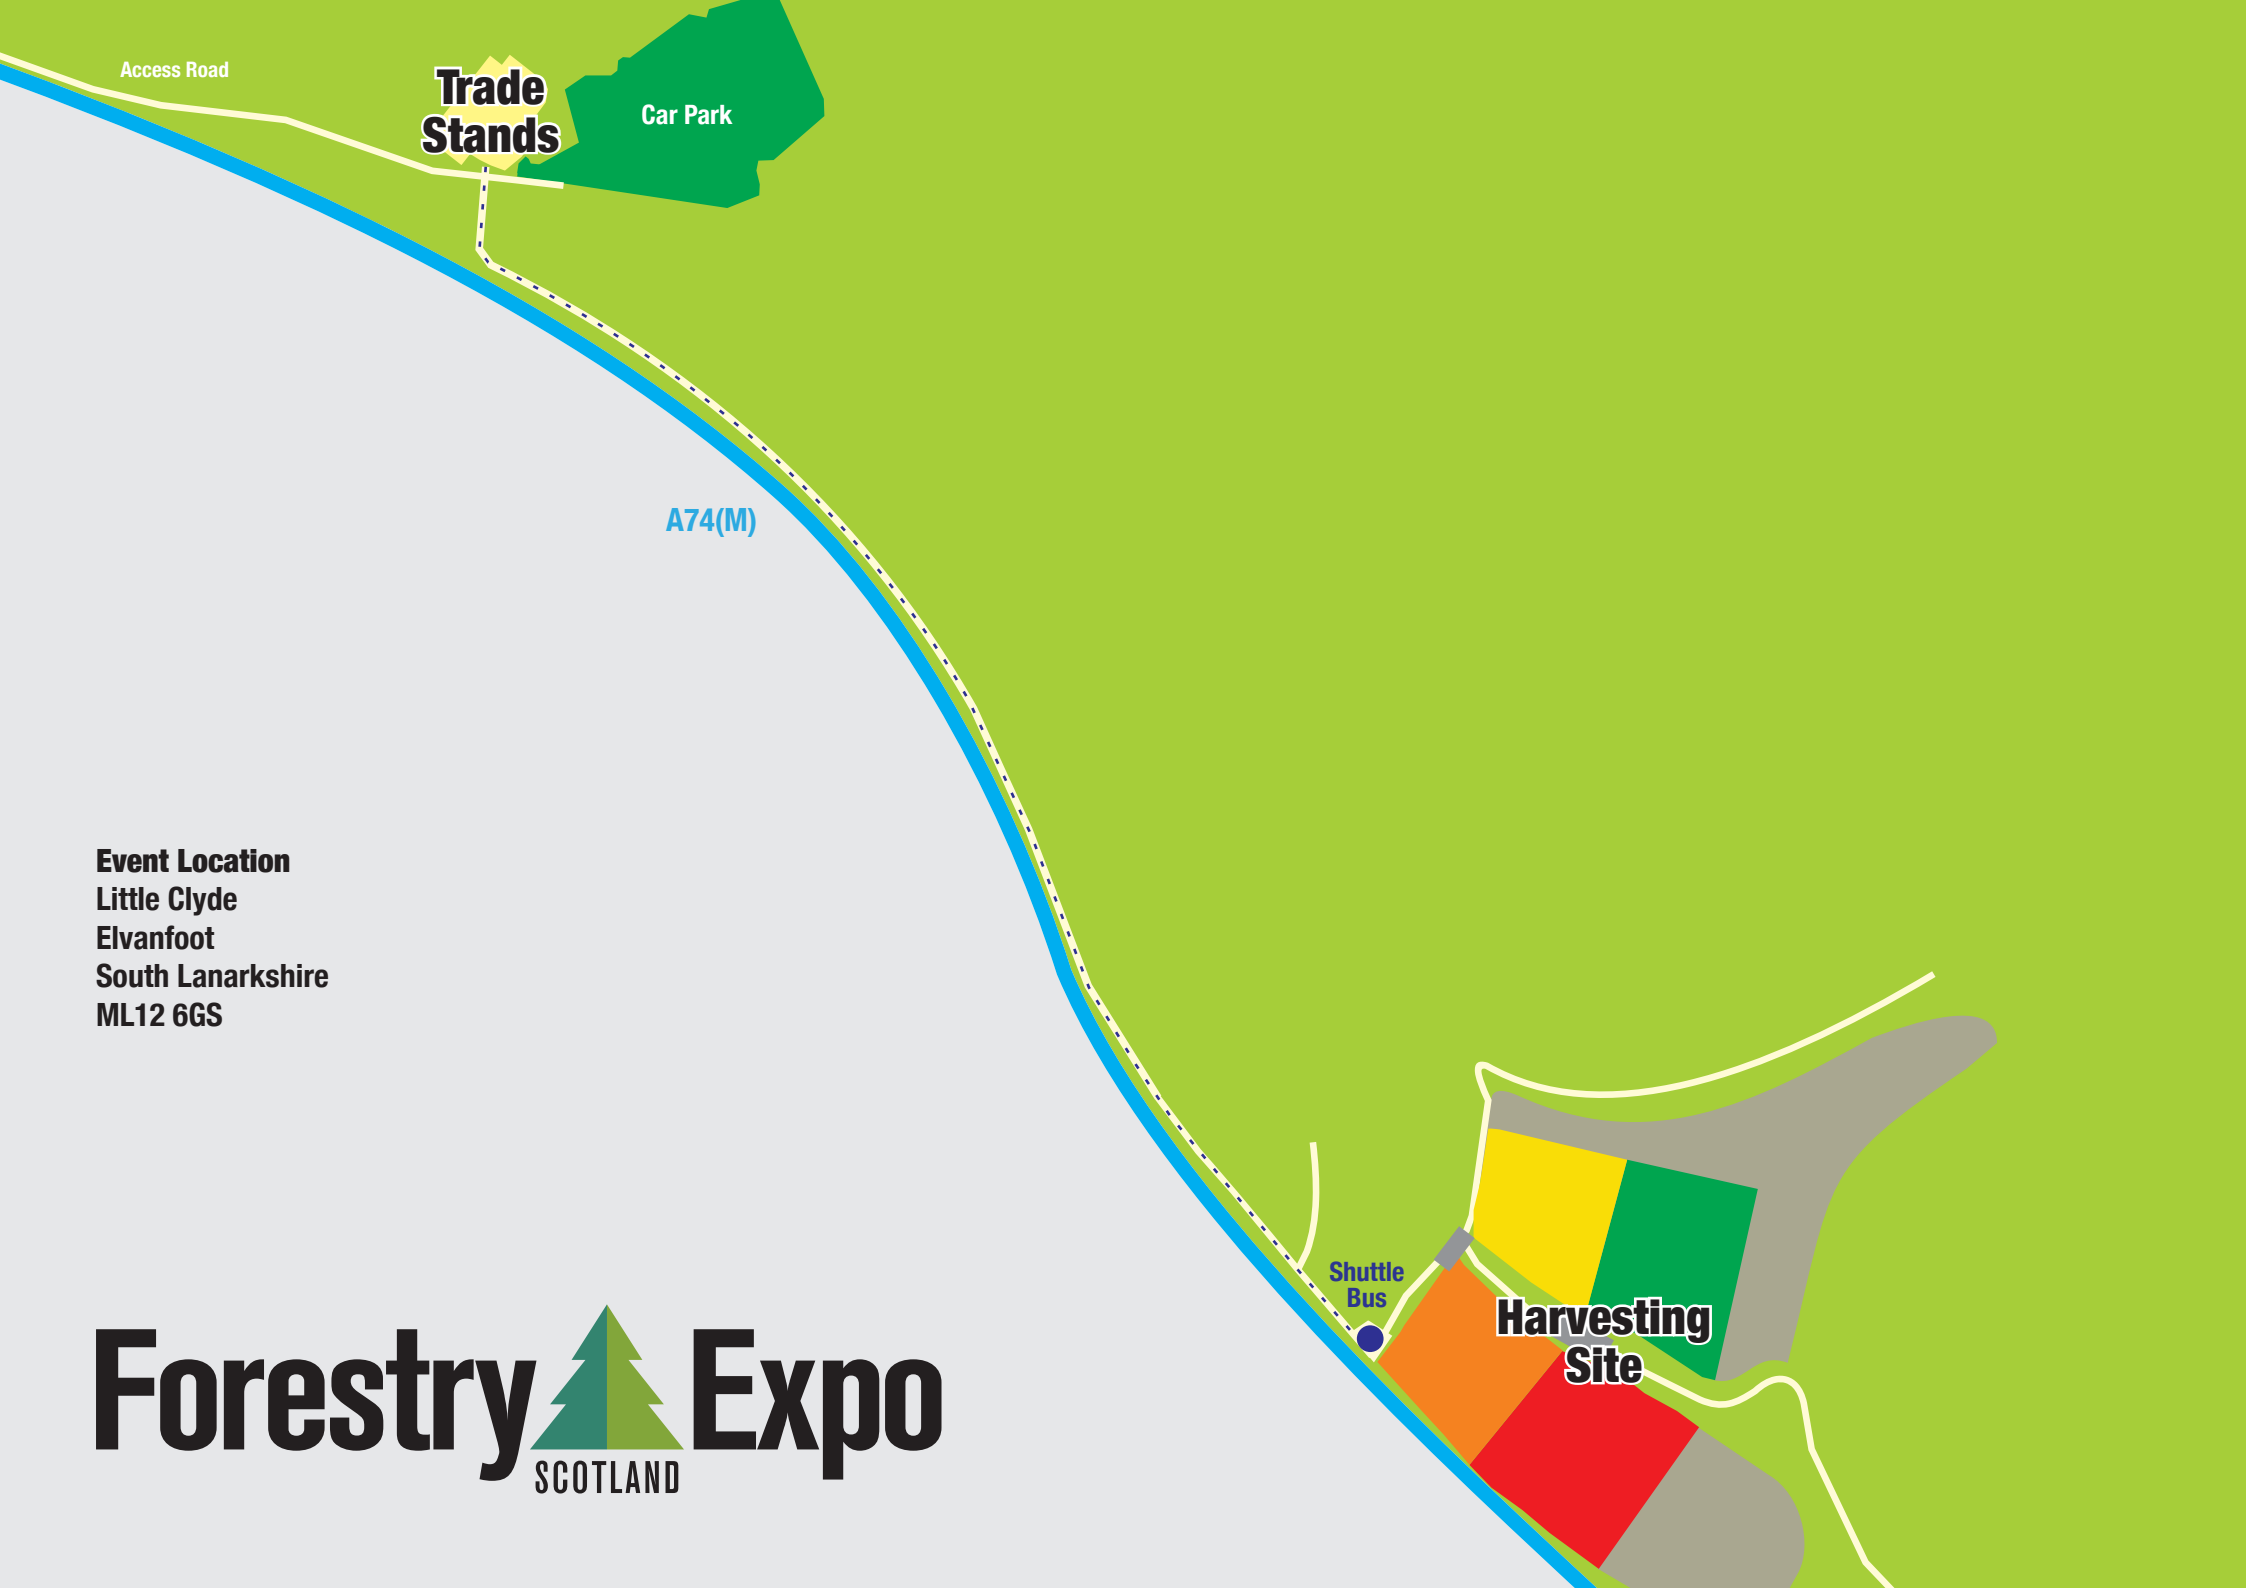 Access Road
Trade
Stands
Car Park
A74(M)
Event Location
Little Clyde
Elvanfoot
South Lanarkshire
ML12 6GS
Shuttle
Bus
Harvesting
Site
Forestry Expo
SCOTLAND